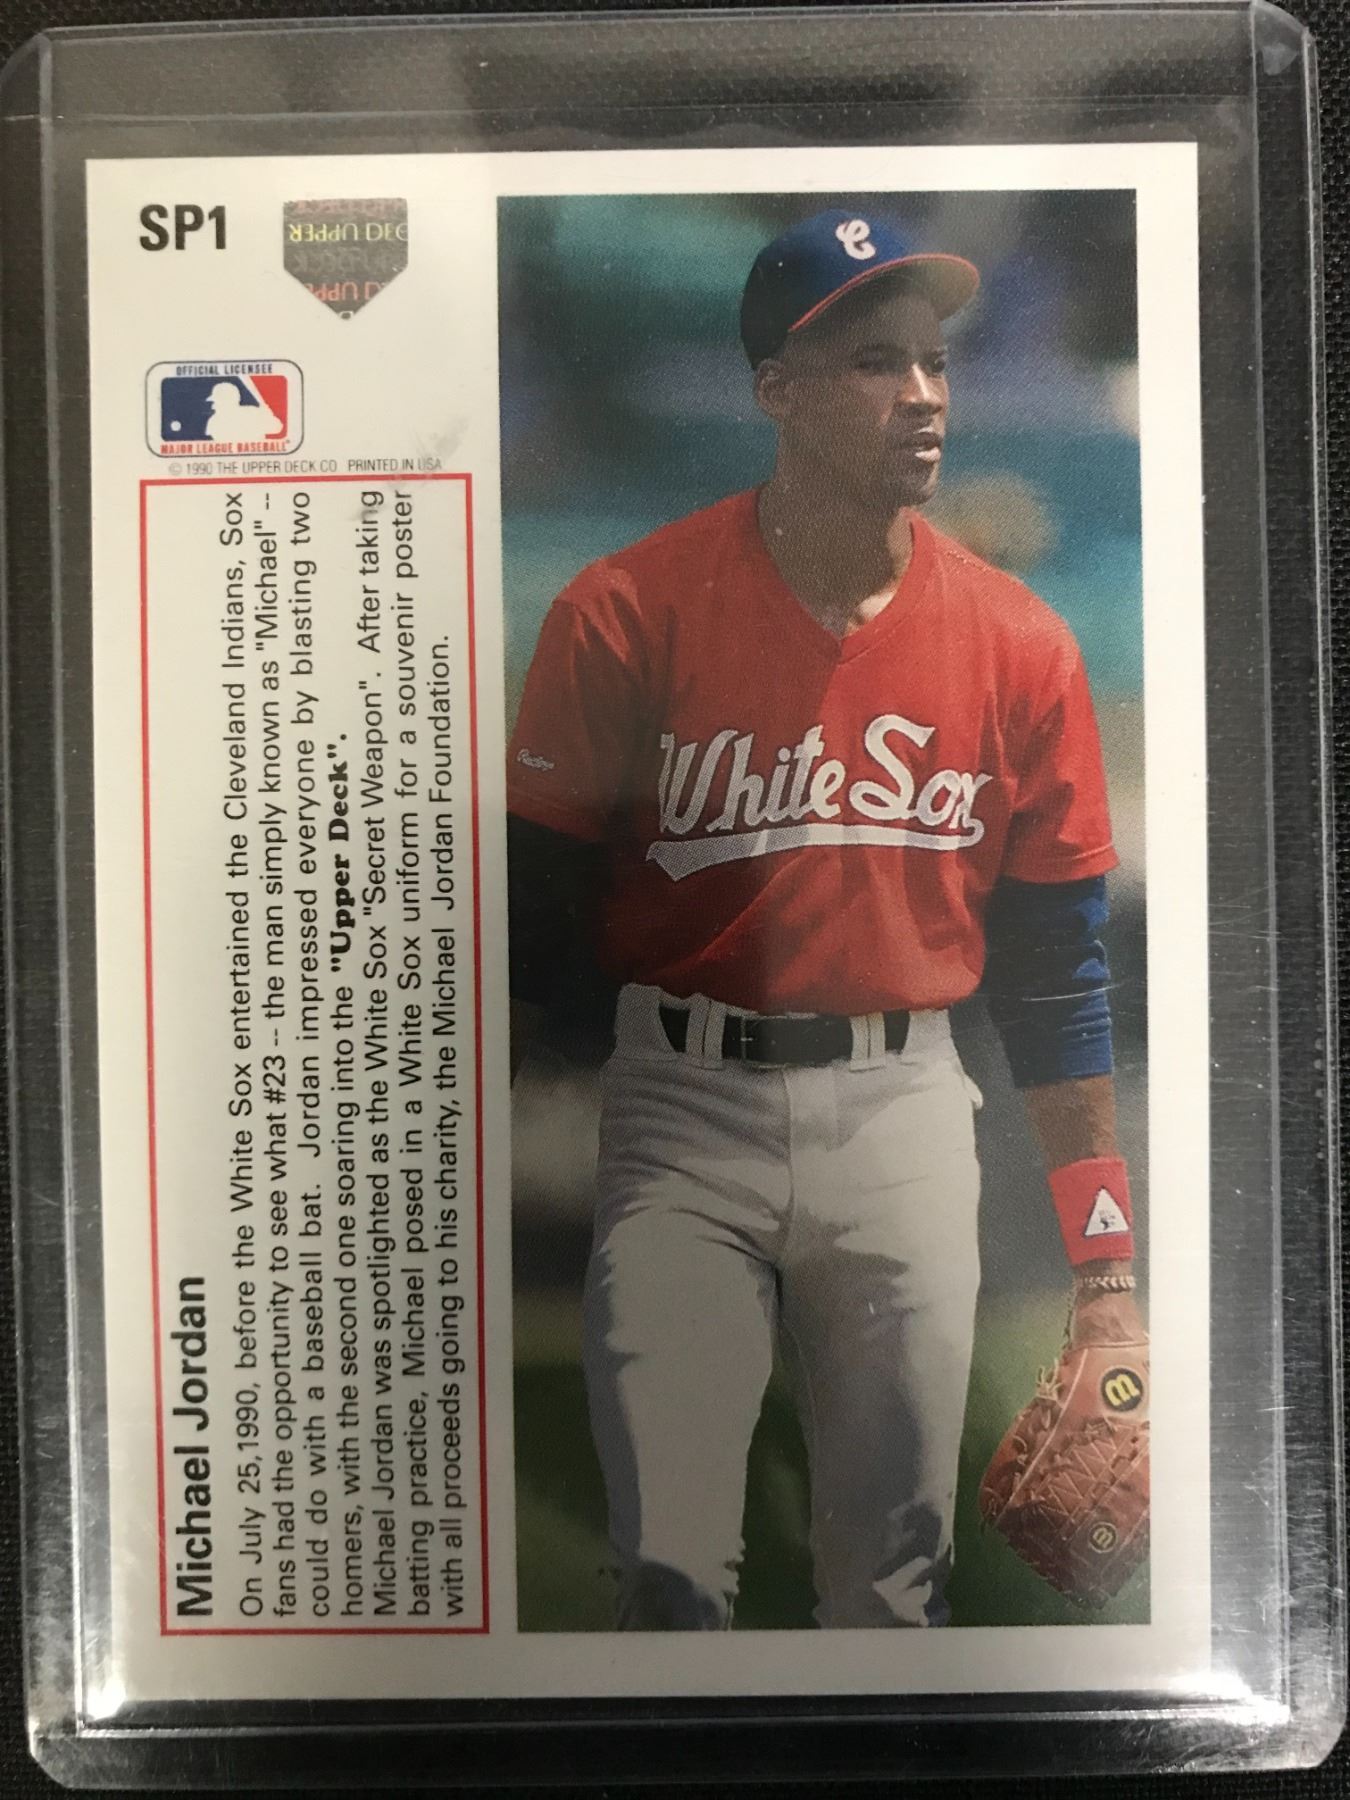 SP1
UPPER DEC
OFFICIAL LICENSEE
MAJOR LEAGUE BASEBALL
© 1990 THE UPPER DECK CO PRINTED IN USA
Michael Jordan
On July 25,1990, before the White Sox entertained the Cleveland Indians, Sox
fans had the opportunity to see what #23 -- the man simply known as "Michael" --
could do with a baseball bat. Jordan impressed everyone by blasting two
homers, with the second one soaring into the "Upper Deck".
Michael Jordan was spotlighted as the White Sox "Secret Weapon". After taking
batting practice, Michael posed in a White Sox uniform for a souvenir poster
with all proceeds going to his charity, the Michael Jordan Foundation.
C
Rawlings
White Sox